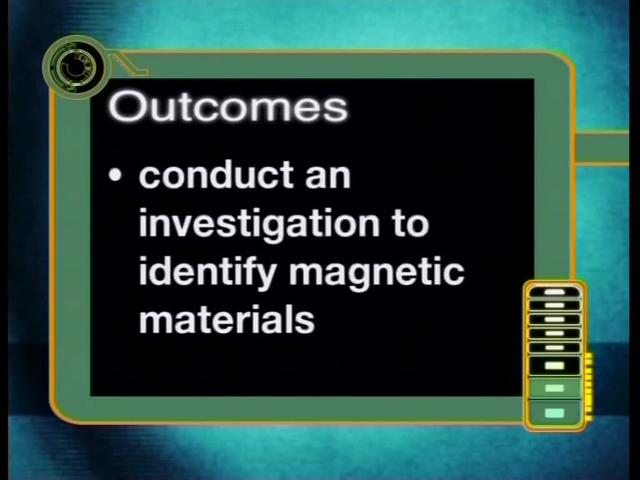 Outcomes
• conduct an
investigation to
identify magnetic
materials